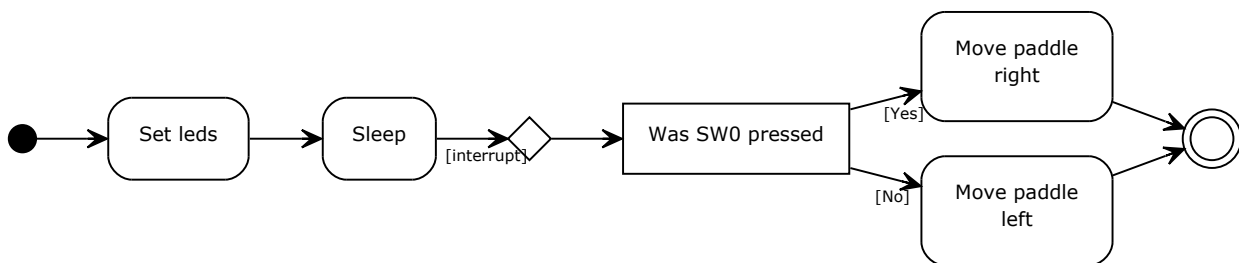 Set leds
Sleep
[interrupt]
Was SW0 pressed
[Yes]
Move paddle
right
[No]
Move paddle
left